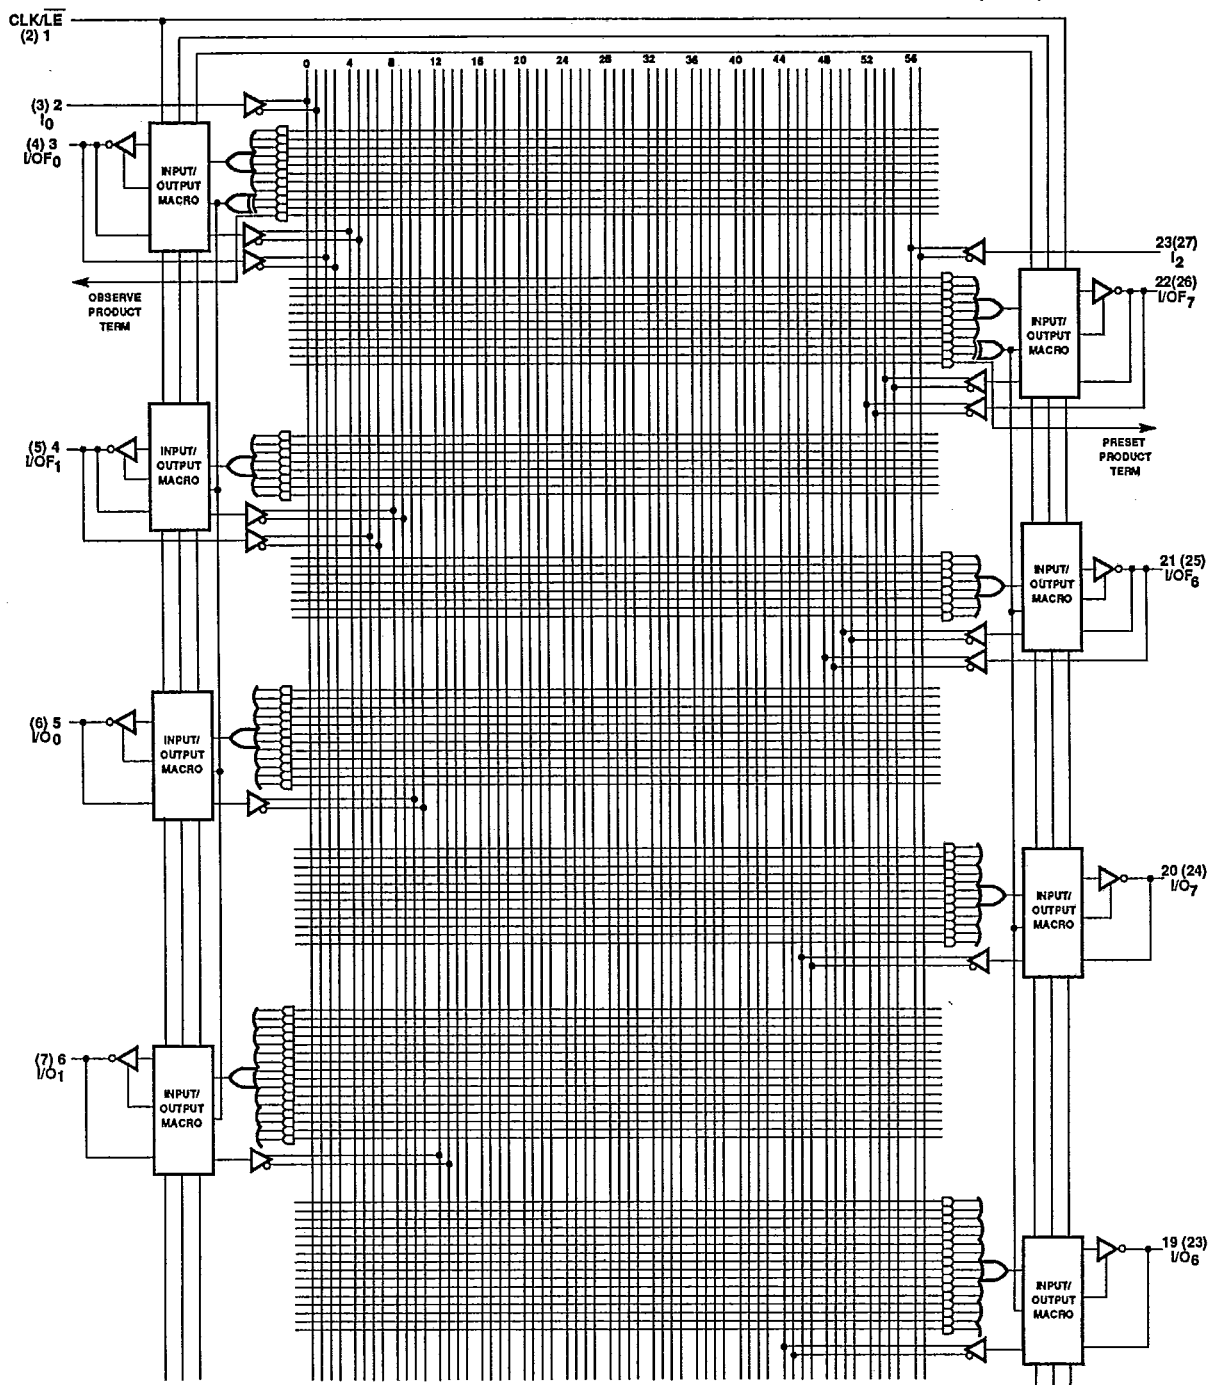 CLK/LE
(2) 1
0 4 8 12 16 20 24 28 32 36 40 44 48 52 56
(3) 2
I0
(4) 3
I/OF0
INPUT/
OUTPUT
MACRO
OBSERVE
PRODUCT
TERM
23(27)
I2
22(26)
I/OF7
INPUT/
OUTPUT
MACRO
PRESET
PRODUCT
TERM
(5) 4
I/OF1
INPUT/
OUTPUT
MACRO
21 (25)
I/OF6
INPUT/
OUTPUT
MACRO
(6) 5
I/O0
INPUT/
OUTPUT
MACRO
20 (24)
I/O7
INPUT/
OUTPUT
MACRO
(7) 6
I/O1
INPUT/
OUTPUT
MACRO
19 (23)
I/O6
INPUT/
OUTPUT
MACRO